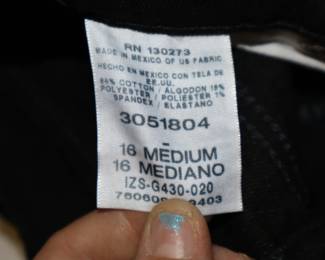 RN 130273
MADE IN MEXICO OF US FABRIC
HECHO EN MEXICO CON TELA DE
EE.UU.
COTTON / ALGODON
POLYESTER / POLIESTER
SPANDEX / ELASTANO
3051804
-
16 MEDIUM
16 MEDIANO
IZS-G430-020